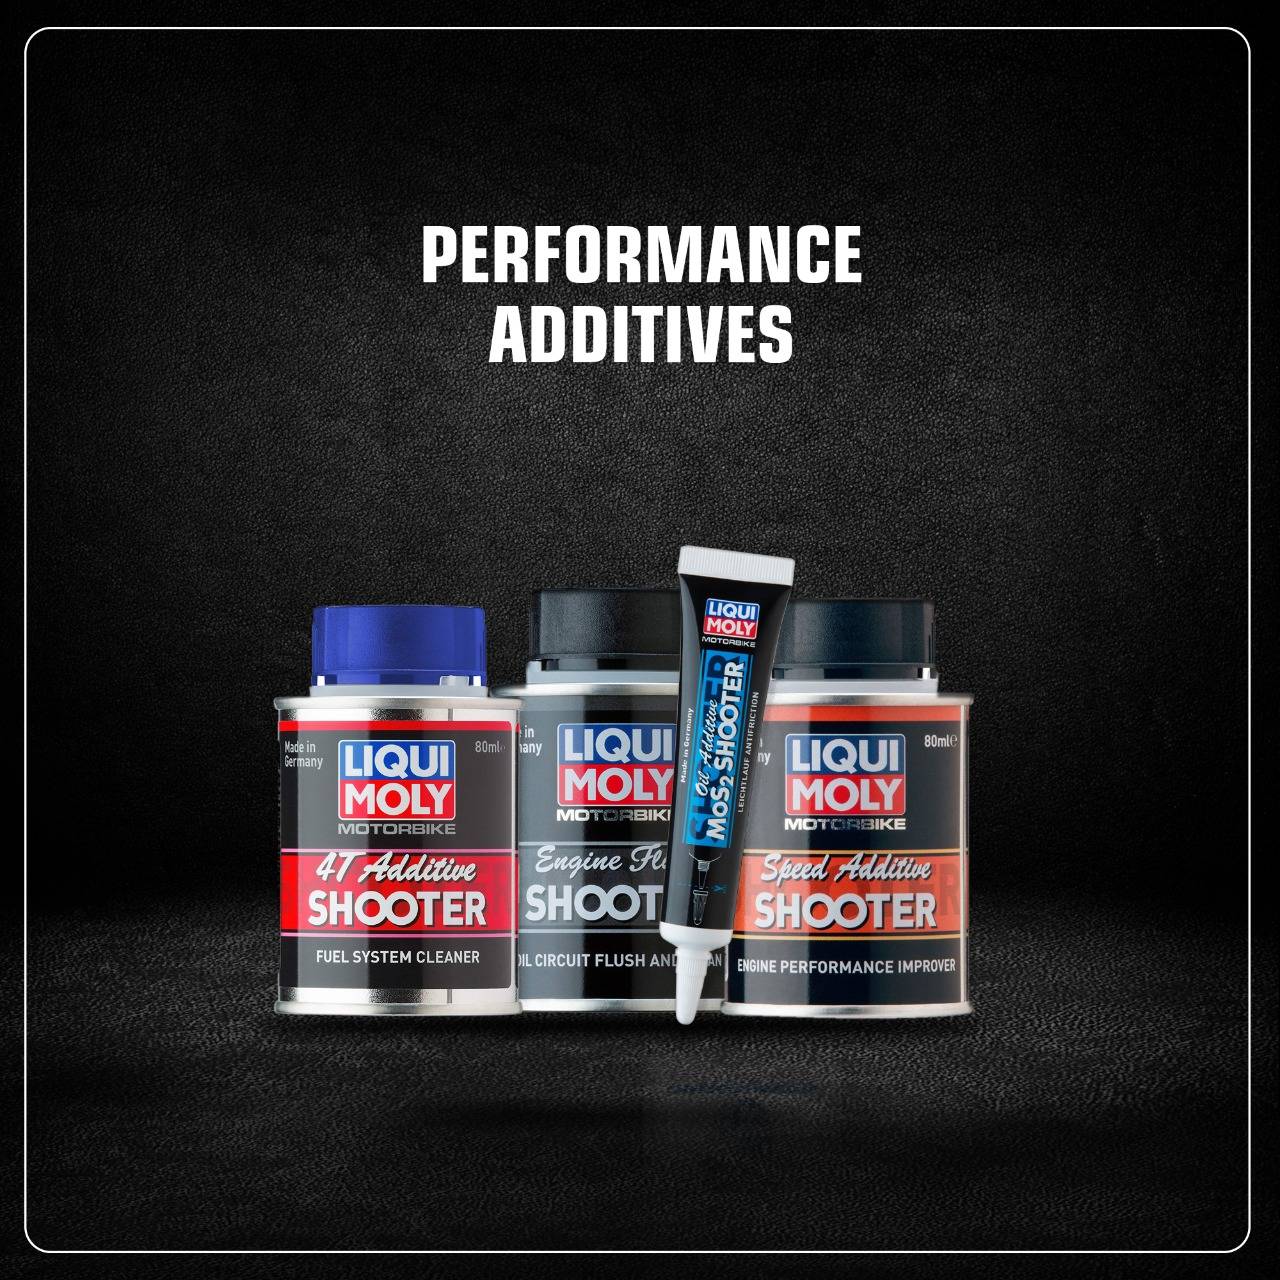 PERFORMANCE
ADDITIVES
Made in
Germany
80ml℮
LIQUI
MOLY
MOTORBIKE
4T Additive
SHOOTER
FUEL SYSTEM CLEANER
LIQUI
MOLY
Engine
OIL CIRCUIT FLUSH AND
LIQUI
MOLY
MOTORBIKE
Made in Germany
Oil Additive
MoS2 SHOOTER
LEICHTLAUF ANTIFRICTION
80ml℮
LIQUI
MOLY
MOTORBIKE
Speed Additive
SHOOTER
ENGINE PERFORMANCE IMPROVER